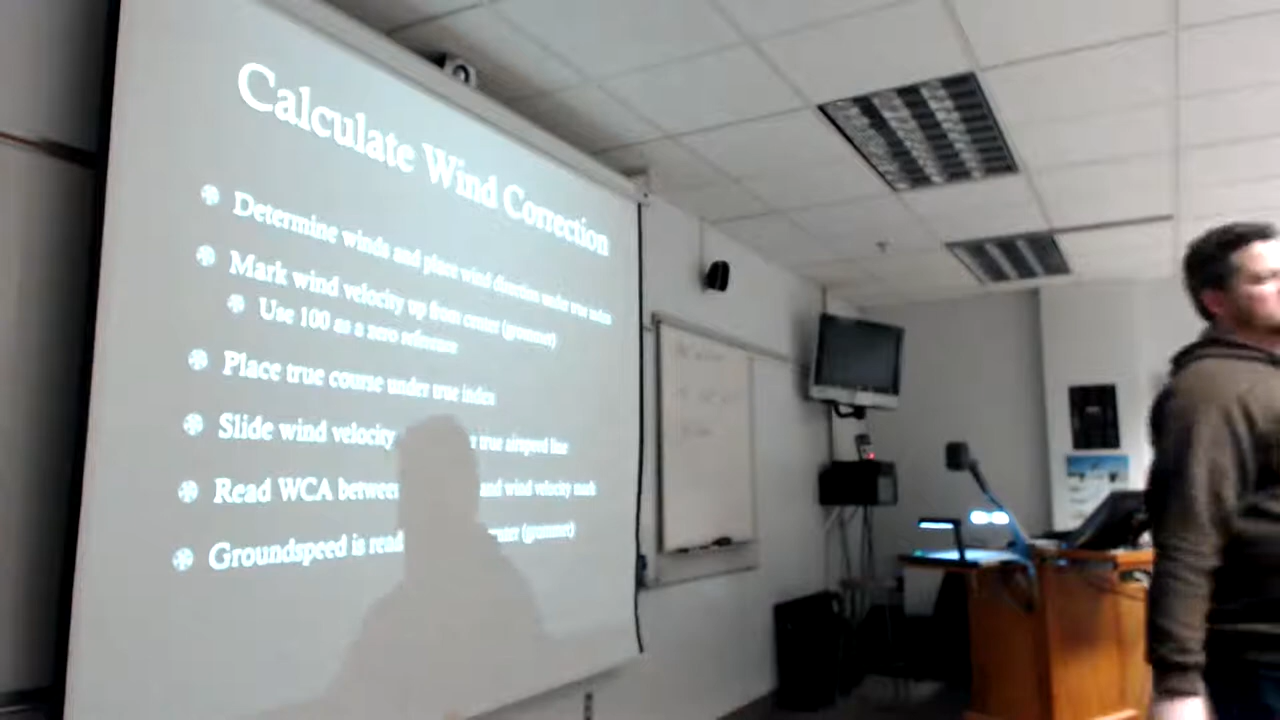 Calculate Wind Correction
Determine winds and place wind direction under true index
Mark wind velocity up from center (grommet)
Use 100 as a zero reference
Place true course under true index
Slide wind velocity true airspeed line
Read WCA between and wind velocity mark
Groundspeed is read center (grommet)